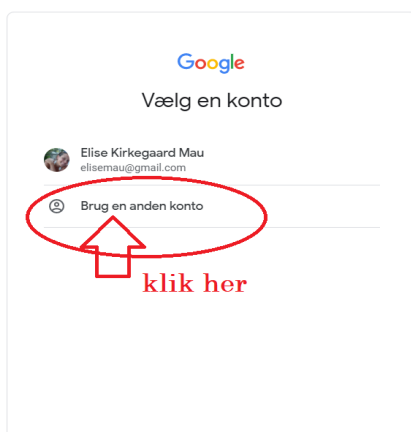 Google
Vælg en konto
Elise Kirkegaard Mau
elisemau@gmail.com
Brug en anden konto
klik her